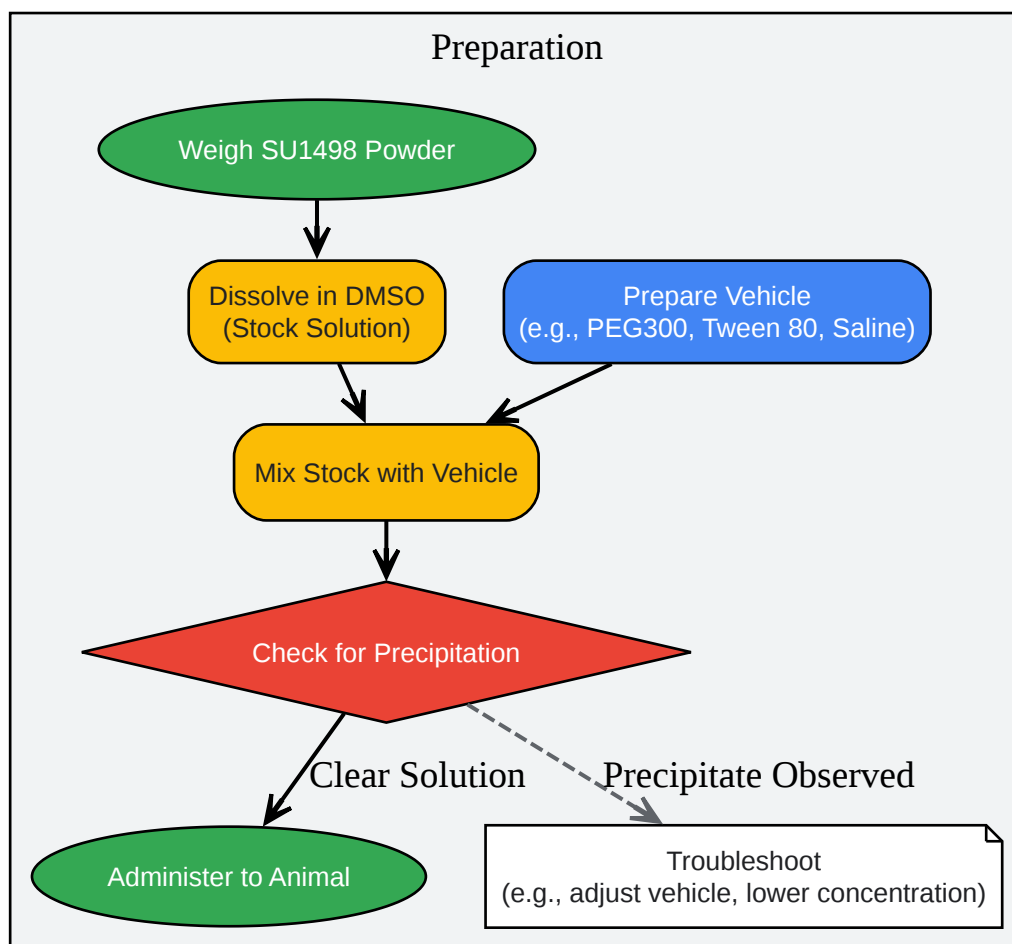 Preparation
Weigh SU1498 Powder
Dissolve in DMSO
(Stock Solution)
Prepare Vehicle
(e.g., PEG300, Tween 80, Saline)
Mix Stock with Vehicle
Check for Precipitation
Clear Solution
Precipitate Observed
Administer to Animal
Troubleshoot
(e.g., adjust vehicle, lower concentration)